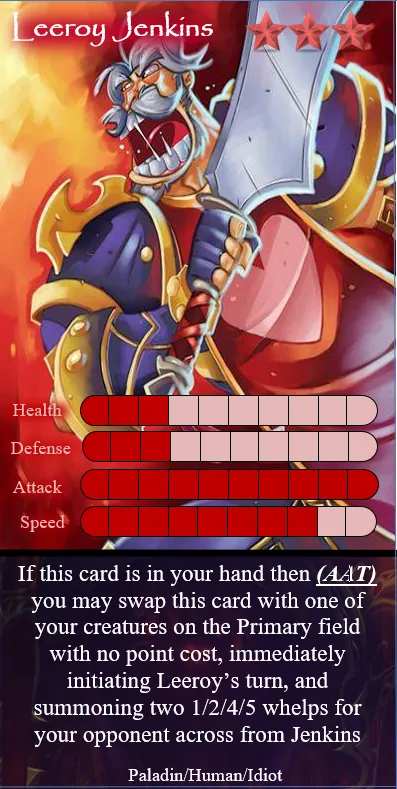 Leeroy Jenkins
Health
Defense
Attack
Speed
If this card is in your hand then (AAT)
you may swap this card with one of
your creatures on the Primary field
with no point cost, immediately
initiating Leeroy’s turn, and
summoning two 1/2/4/5 whelps for
your opponent across from Jenkins
Paladin/Human/Idiot